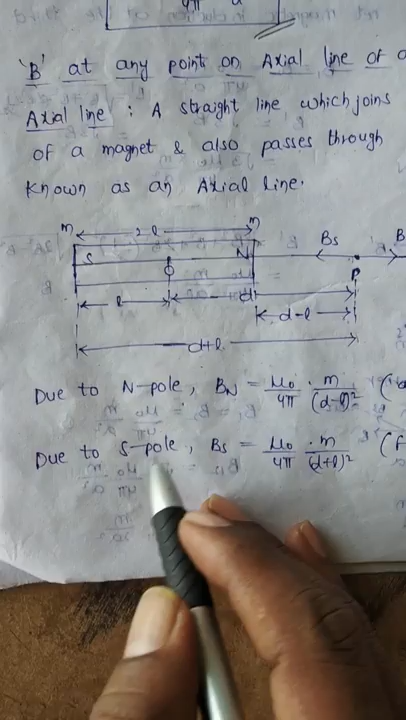 4π d
'B' at any point on Axial line of a
Axial line : A straight line which joins
of a magnet & also passes through
known as an Axial line.
m 2l m
S N Bs P B
O
l d
d-l
d+l
Due to N-pole, BN = μ0/4π . m/(d-l)²
Due to S-pole, Bs = μ0/4π . m/(d+l)²